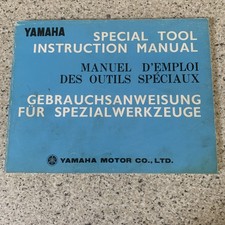 YAMAHA SPECIAL TOOL
INSTRUCTION MANUAL
MANUEL D'EMPLOI
DES OUTILS SPÉCIAUX
GEBRAUCHSANWEISUNG
FÜR SPEZIALWERKZEUGE
YAMAHA MOTOR CO., LTD.